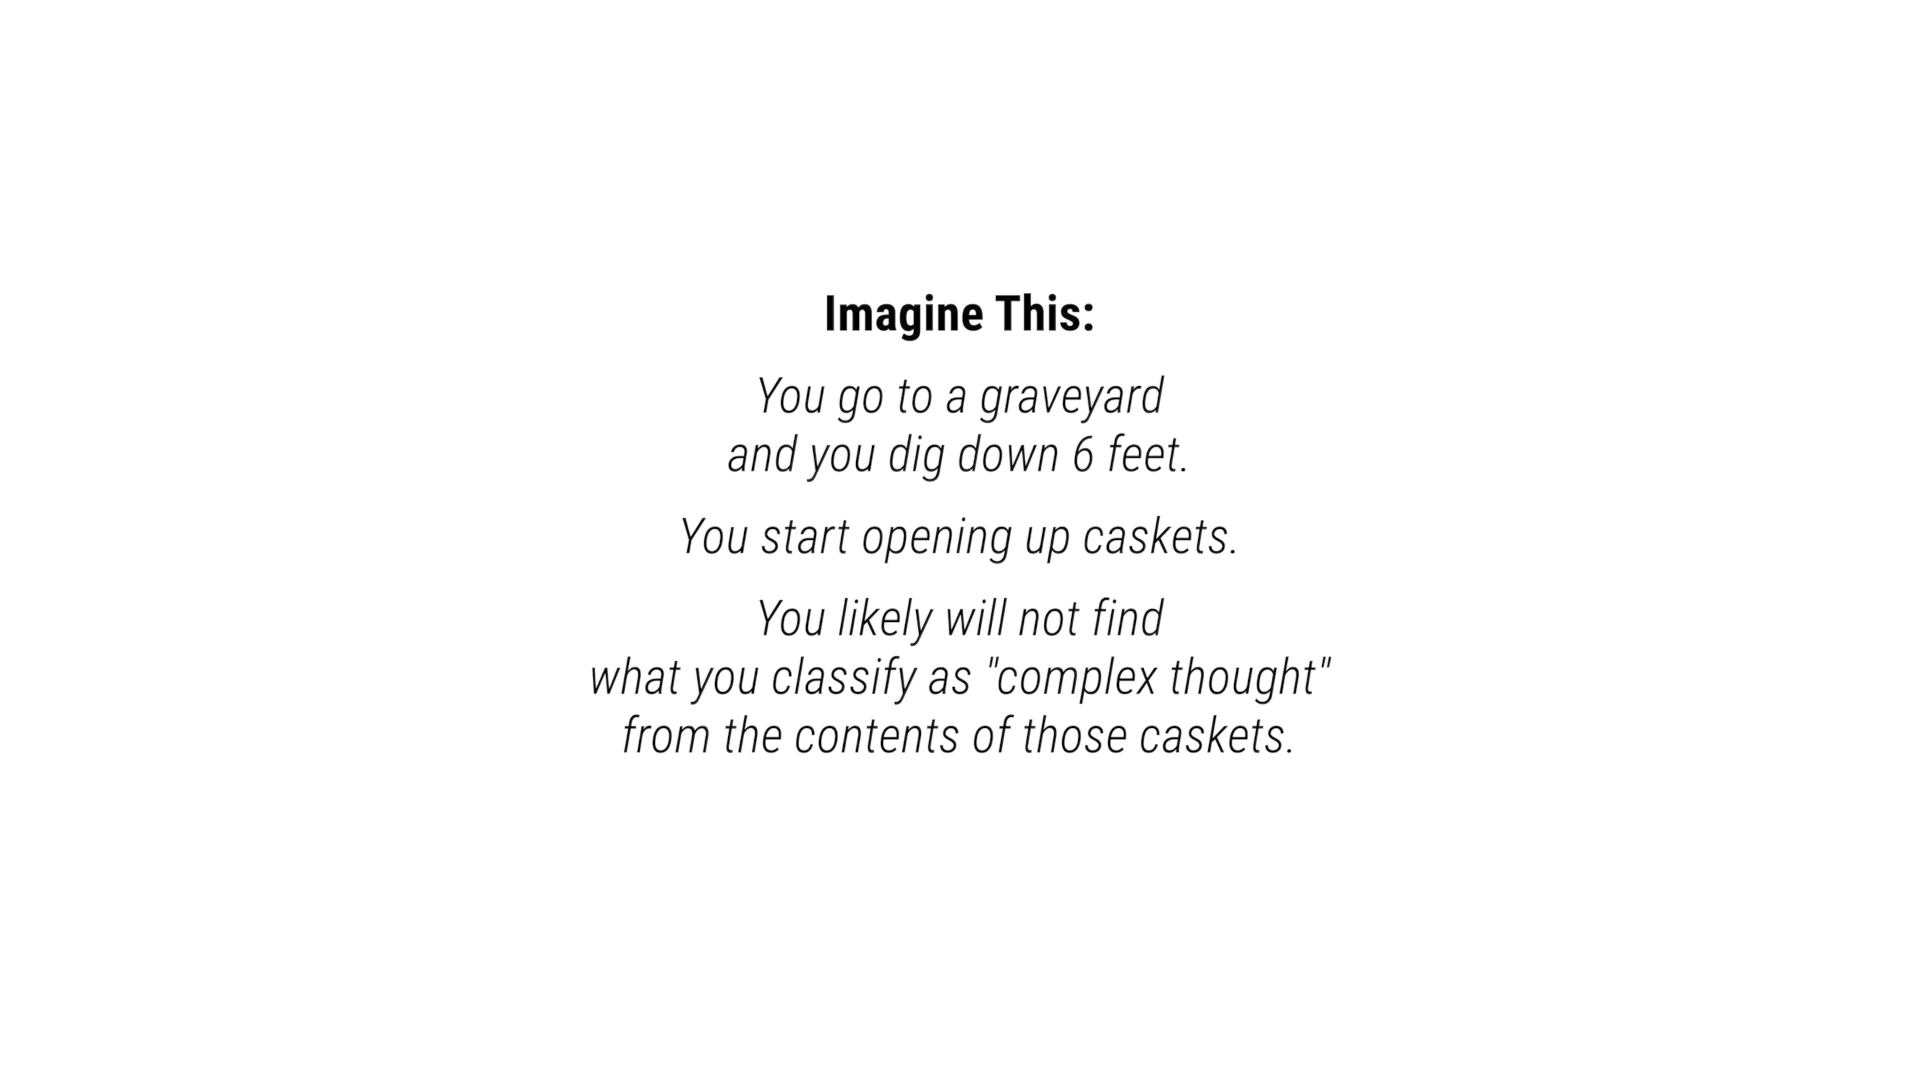 Imagine This:
You go to a graveyard
and you dig down 6 feet.
You start opening up caskets.
You likely will not find
what you classify as "complex thought"
from the contents of those caskets.